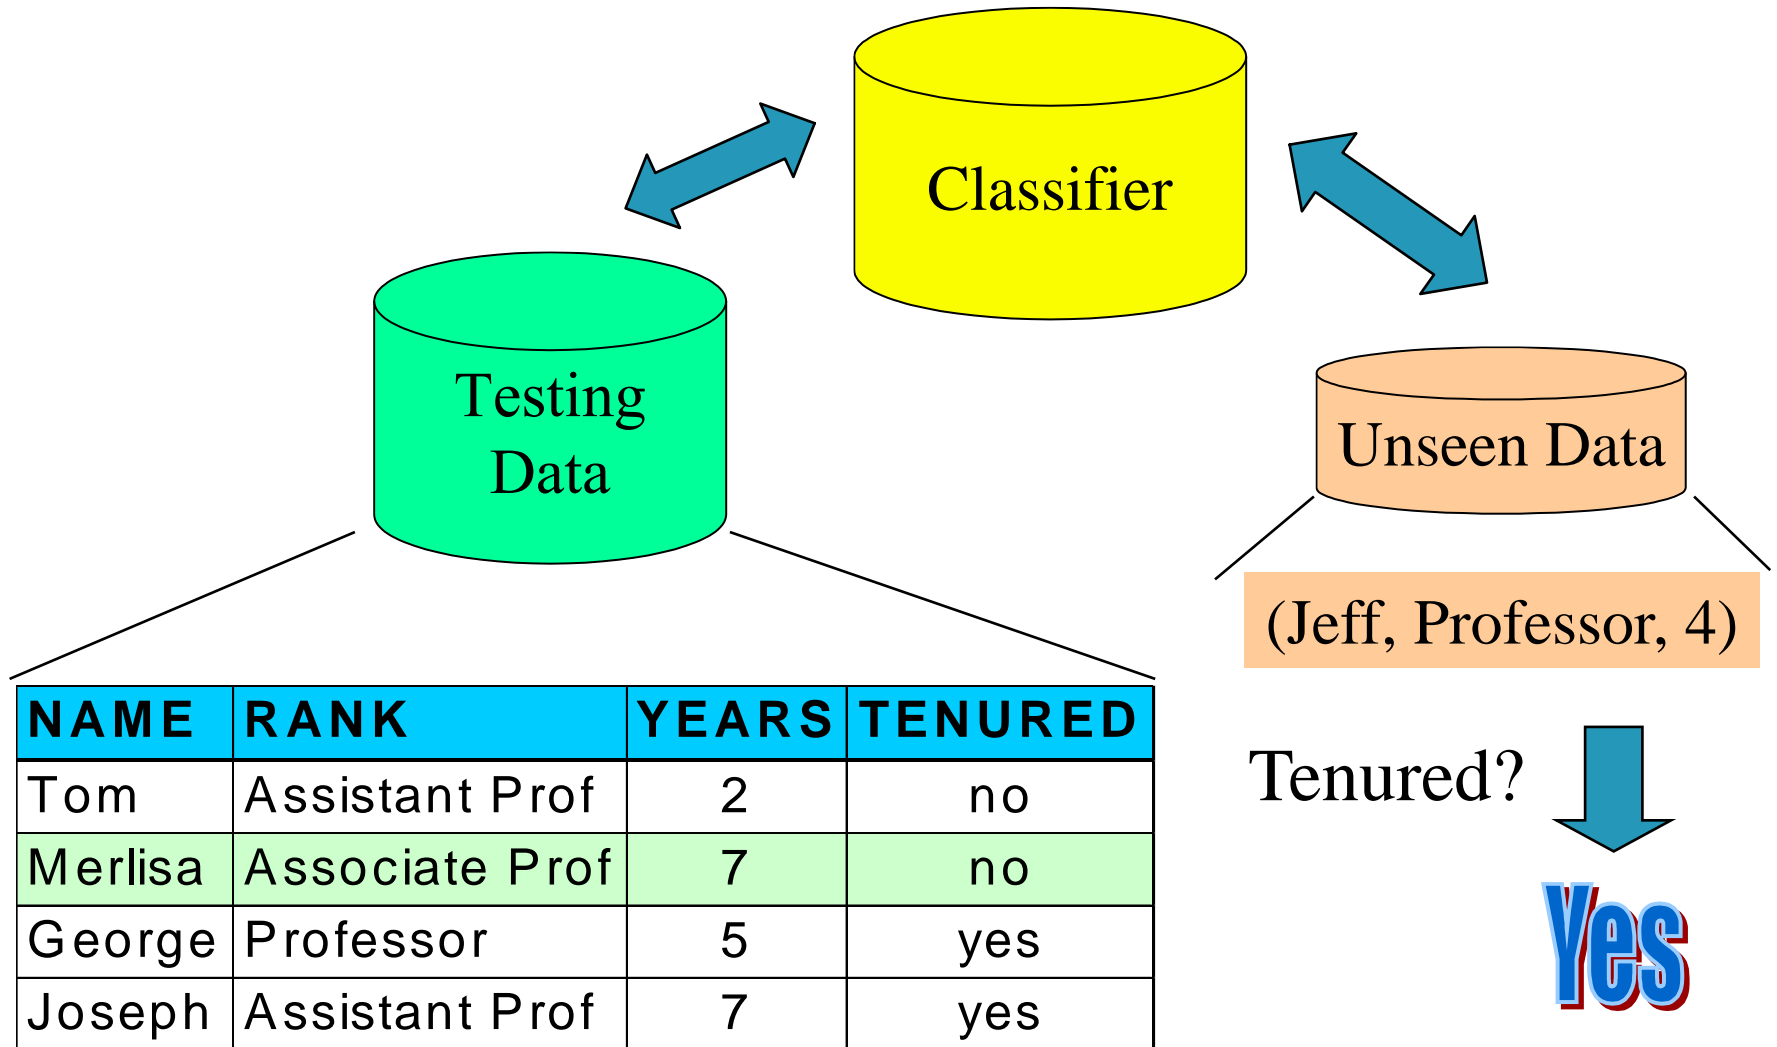 Classifier
Testing
Data
Unseen Data
(Jeff, Professor, 4)
NAME RANK YEARS TENURED
Tom Assistant Prof 2 no
Merlisa Associate Prof 7 no
George Professor 5 yes
Joseph Assistant Prof 7 yes
Tenured?
Yes